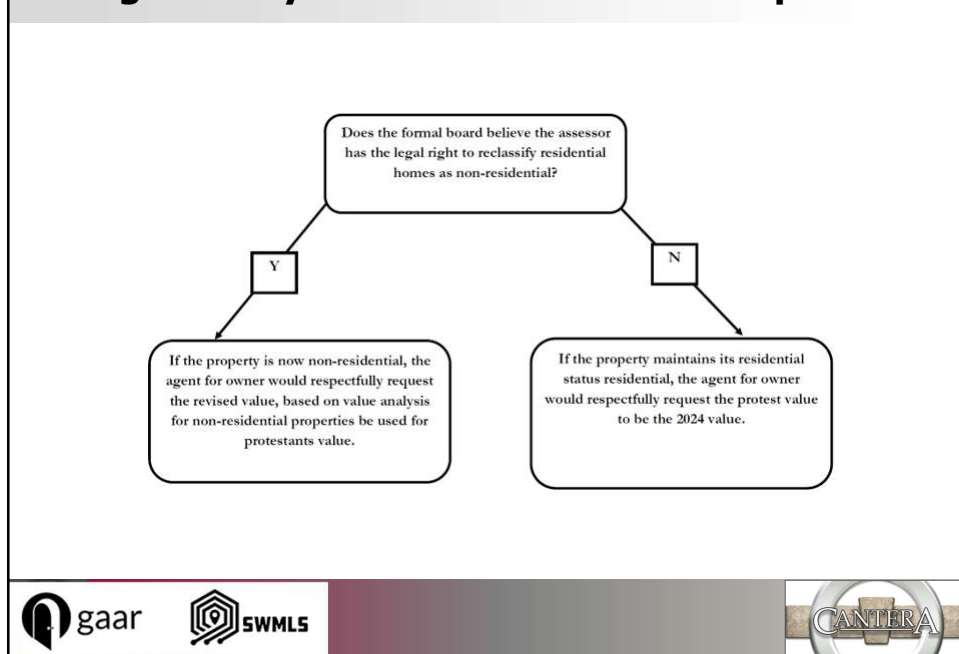 Does the formal board believe the assessor
has the legal right to reclassify residential
homes as non-residential?
Y
N
If the property is now non-residential, the
agent for owner would respectfully request
the revised value, based on value analysis
for non-residential properties be used for
protestants value.
If the property maintains its residential
status residential, the agent for owner
would respectfully request the protest value
to be the 2024 value.
gaar
SWMLS
CANTERA